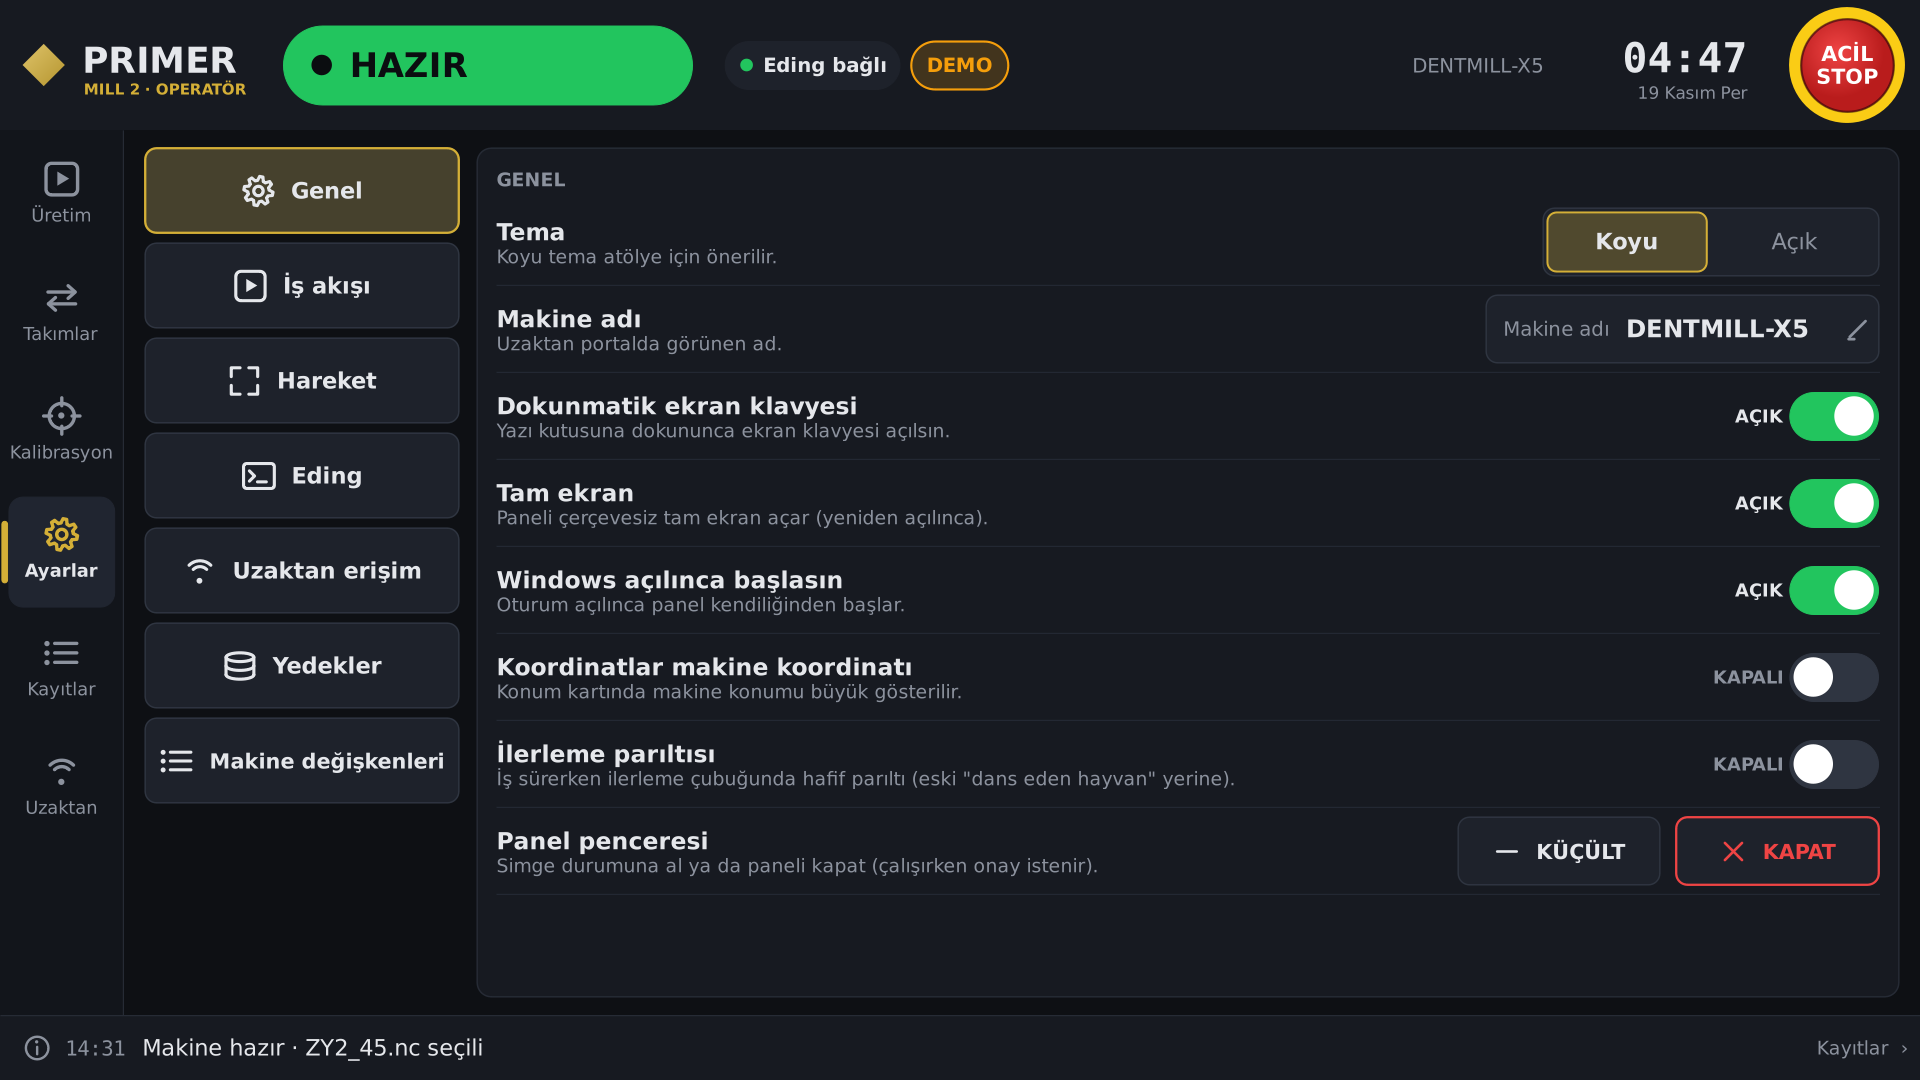 PRIMER
MILL 2 · OPERATÖR
HAZIR
Eding bağlı
DEMO
DENTMILL-X5
04:47
19 Kasım Per
ACİL
STOP
Üretim
Takımlar
Kalibrasyon
Ayarlar
Kayıtlar
Uzaktan
Genel
İş akışı
Hareket
Eding
Uzaktan erişim
Yedekler
Makine değişkenleri
GENEL
Tema
Koyu tema atölye için önerilir.
Koyu
Açık
Makine adı
Uzaktan portalda görünen ad.
Makine adı DENTMILL-X5
Dokunmatik ekran klavyesi
Yazı kutusuna dokununca ekran klavyesi açılsın.
AÇIK
Tam ekran
Paneli çerçevesiz tam ekran açar (yeniden açılınca).
AÇIK
Windows açılınca başlasın
Oturum açılınca panel kendiliğinden başlar.
AÇIK
Koordinatlar makine koordinatı
Konum kartında makine konumu büyük gösterilir.
KAPALI
İlerleme parıltısı
İş sürerken ilerleme çubuğunda hafif parıltı (eski "dans eden hayvan" yerine).
KAPALI
Panel penceresi
Simge durumuna al ya da paneli kapat (çalışırken onay istenir).
KÜÇÜLT
KAPAT
14:31 Makine hazır · ZY2_45.nc seçili
Kayıtlar ›